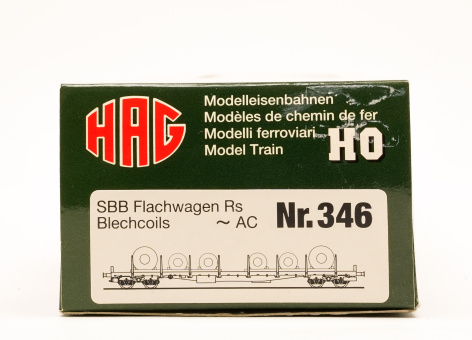 HAG
Modelleisenbahnen
Modèles de chemin de fer
Modelli ferroviari
Model Train
HO
SBB Flachwagen Rs
Blechcoils ~ AC
Nr. 346